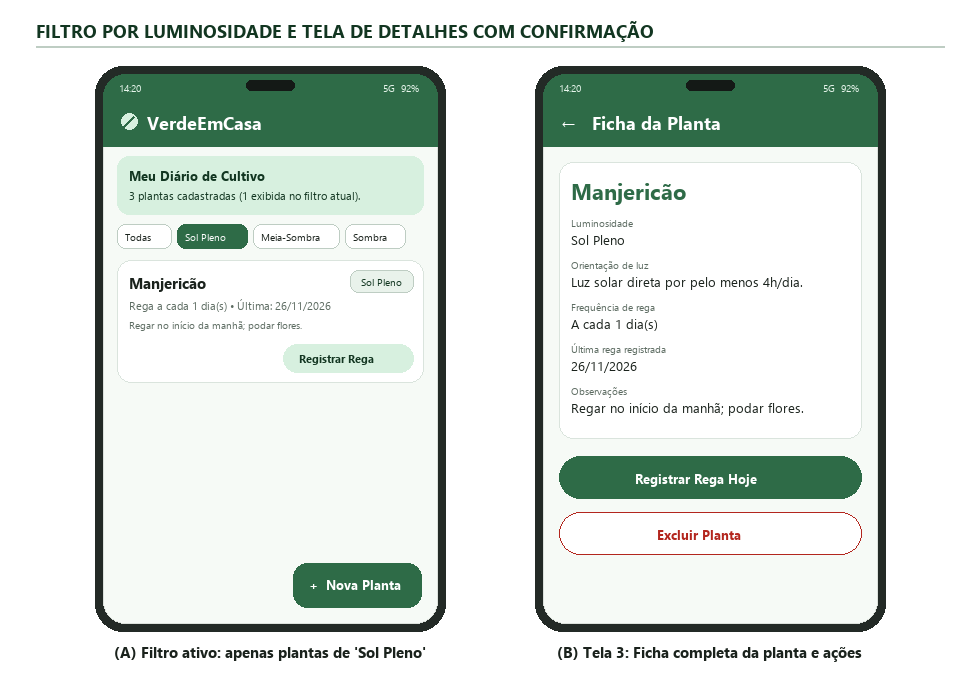 FILTRO POR LUMINOSIDADE E TELA DE DETALHES COM CONFIRMAÇÃO
14:20 5G 92%
VerdeEmCasa
Meu Diário de Cultivo
3 plantas cadastradas (1 exibida no filtro atual).
Todas Sol Pleno Meia-Sombra Sombra
Manjericão Sol Pleno
Rega a cada 1 dia(s) • Última: 26/11/2026
Regar no início da manhã; podar flores.
Registrar Rega
+ Nova Planta
(A) Filtro ativo: apenas plantas de 'Sol Pleno'
14:20 5G 92%
← Ficha da Planta
Manjericão
Luminosidade
Sol Pleno
Orientação de luz
Luz solar direta por pelo menos 4h/dia.
Frequência de rega
A cada 1 dia(s)
Última rega registrada
26/11/2026
Observações
Regar no início da manhã; podar flores.
Registrar Rega Hoje
Excluir Planta
(B) Tela 3: Ficha completa da planta e ações